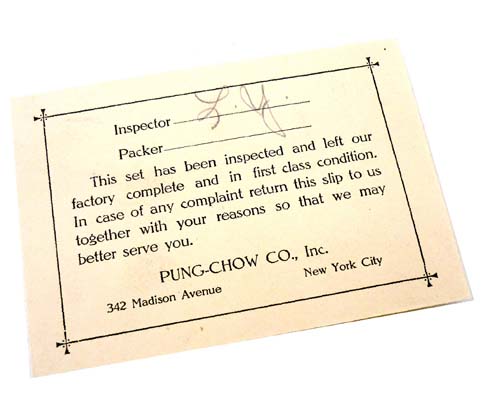 Inspector L. Y.
Packer
This set has been inspected and left our
factory complete and in first class condition.
In case of any complaint return this slip to us
together with your reasons so that we may
better serve you.
PUNG-CHOW CO., Inc.
342 Madison Avenue New York City